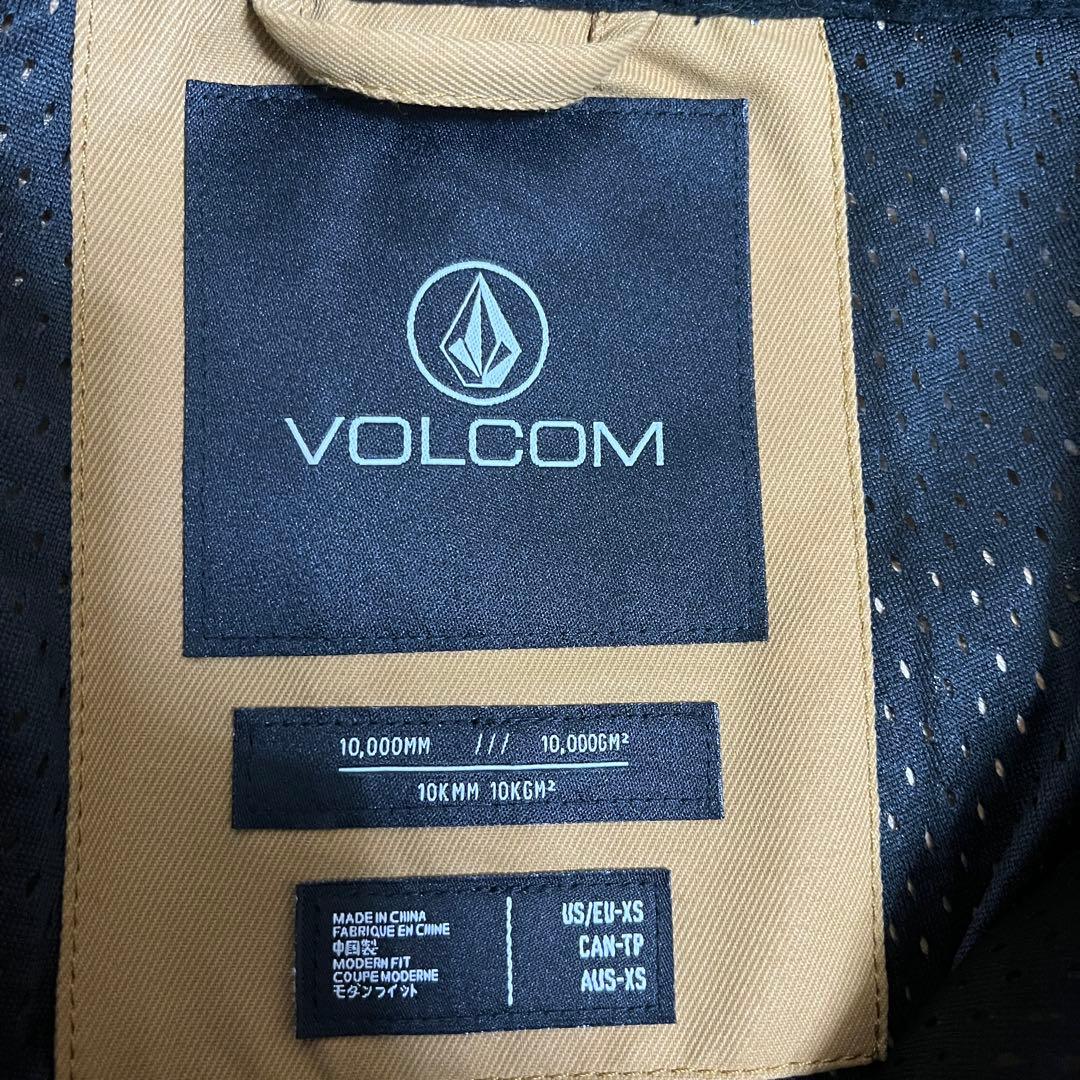 VOLCOM
10,000MM /// 10,000GM²
10KMM 10KGM²
MADE IN CHINA
FABRIQUE EN CHINE
中国製
MODERN FIT
COUPE MODERNE
モダンフィット
US/EU-XS
CAN-TP
AUS-XS